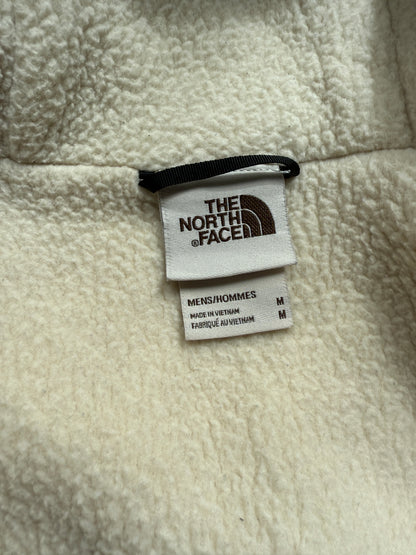 THE
NORTH
®FACE
MENS/HOMMES M
MADE IN VIETNAM
FABRIQUÉ AU VIETNAM M